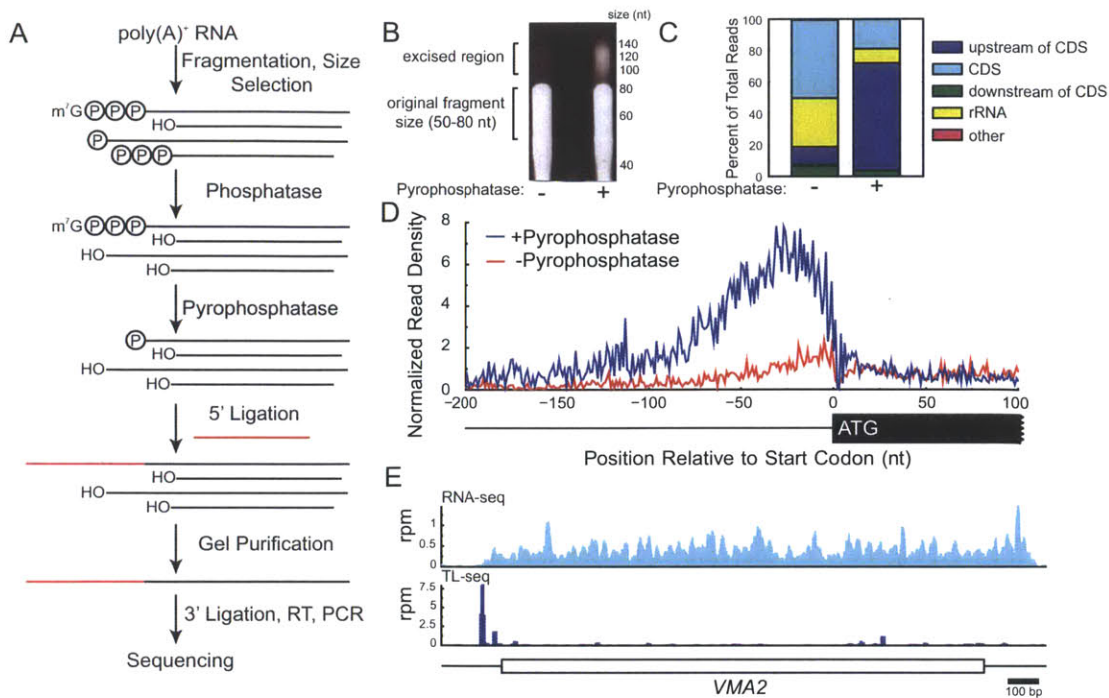 A
poly(A)⁺ RNA
Fragmentation, Size
Selection
m⁷G P P P
HO
P
P P P
Phosphatase
m⁷G P P P
HO
HO
HO
Pyrophosphatase
P
HO
HO
HO
5' Ligation
HO
HO
HO
Gel Purification
3' Ligation, RT, PCR
Sequencing
B
size (nt)
excised region
140
120
100
80
original fragment
size (50-80 nt)
60
40
Pyrophosphatase: - +
C
Percent of Total Reads
100
80
60
40
20
0
Pyrophosphatase: - +
upstream of CDS
CDS
downstream of CDS
rRNA
other
D
Normalized Read Density
8
6
4
2
0
+Pyrophosphatase
-Pyrophosphatase
−200 −150 −100 −50 0 50 100
ATG
Position Relative to Start Codon (nt)
E
RNA-seq
rpm
1
0.5
0
TL-seq
rpm
7.5
5
2.5
0
VMA2
100 bp